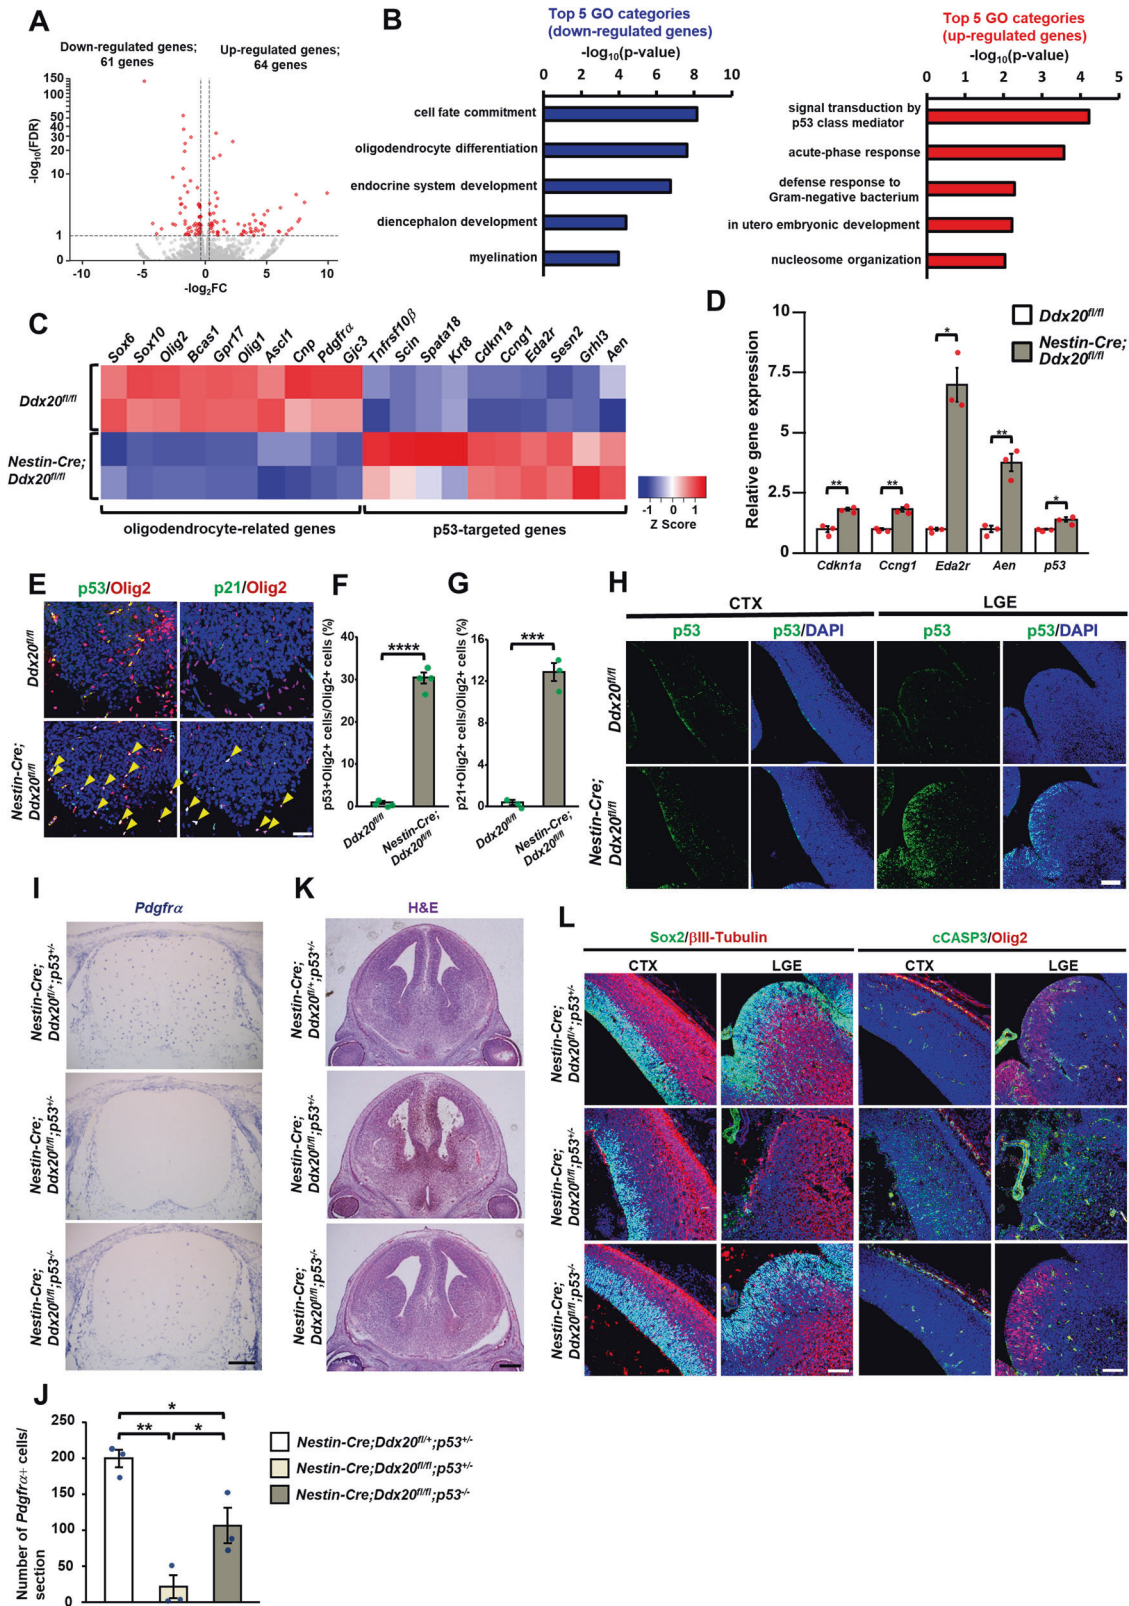 A
Down-regulated genes;
61 genes
Up-regulated genes;
64 genes
-log10(FDR)
150
100
50
40
30
20
10
1
0
-10
-5
0
5
10
-log2FC
B
Top 5 GO categories
(down-regulated genes)
-log10(p-value)
0 2 4 6 8 10
cell fate commitment
oligodendrocyte differentiation
endocrine system development
diencephalon development
myelination
Top 5 GO categories
(up-regulated genes)
-log10(p-value)
0 1 2 3 4 5
signal transduction by
p53 class mediator
acute-phase response
defense response to
Gram-negative bacterium
in utero embryonic development
nucleosome organization
C
Sox6 Sox10 Olig2 Bcas1 Gpr17 Olig1 Ascl1 Cnp Pdgfrα Gjc3 Tnfrsf10β Scin Spata18 Krt8 Cdkn1a Ccng1 Eda2r Sesn2 Grhl3 Aen
Ddx20fl/fl
Nestin-Cre;
Ddx20fl/fl
oligodendrocyte-related genes
p53-targeted genes
-1 0 1
Z Score
D
Relative gene expression
10
7.5
5
2.5
0
Ddx20fl/fl
Nestin-Cre;
Ddx20fl/fl
** ** * ** *
Cdkn1a Ccng1 Eda2r Aen p53
E
p53/Olig2
p21/Olig2
Ddx20fl/fl
Nestin-Cre;
Ddx20fl/fl
F
p53+Olig2+ cells/Olig2+ cells (%)
40
30
20
10
0
****
Ddx20fl/fl
Nestin-Cre;
Ddx20fl/fl
G
p21+Olig2+ cells/Olig2+ cells (%)
16
12
8
4
0
***
Ddx20fl/fl
Nestin-Cre;
Ddx20fl/fl
H
CTX
LGE
p53
p53/DAPI
p53
p53/DAPI
Ddx20fl/fl
Nestin-Cre;
Ddx20fl/fl
I
Pdgfrα
Nestin-Cre;
Ddx20fl/+;p53+/-
Nestin-Cre;
Ddx20fl/fl;p53+/-
Nestin-Cre;
Ddx20fl/fl;p53-/-
K
H&E
Nestin-Cre;
Ddx20fl/+;p53+/-
Nestin-Cre;
Ddx20fl/fl;p53+/-
Nestin-Cre;
Ddx20fl/fl;p53-/-
L
Sox2/βIII-Tubulin
cCASP3/Olig2
CTX
LGE
CTX
LGE
Nestin-Cre;
Ddx20fl/+;p53+/-
Nestin-Cre;
Ddx20fl/fl;p53+/-
Nestin-Cre;
Ddx20fl/fl;p53-/-
J
Number of Pdgfrα+ cells/
section
250
200
150
100
50
0
*
** *
Nestin-Cre;Ddx20fl/+;p53+/-
Nestin-Cre;Ddx20fl/fl;p53+/-
Nestin-Cre;Ddx20fl/fl;p53-/-